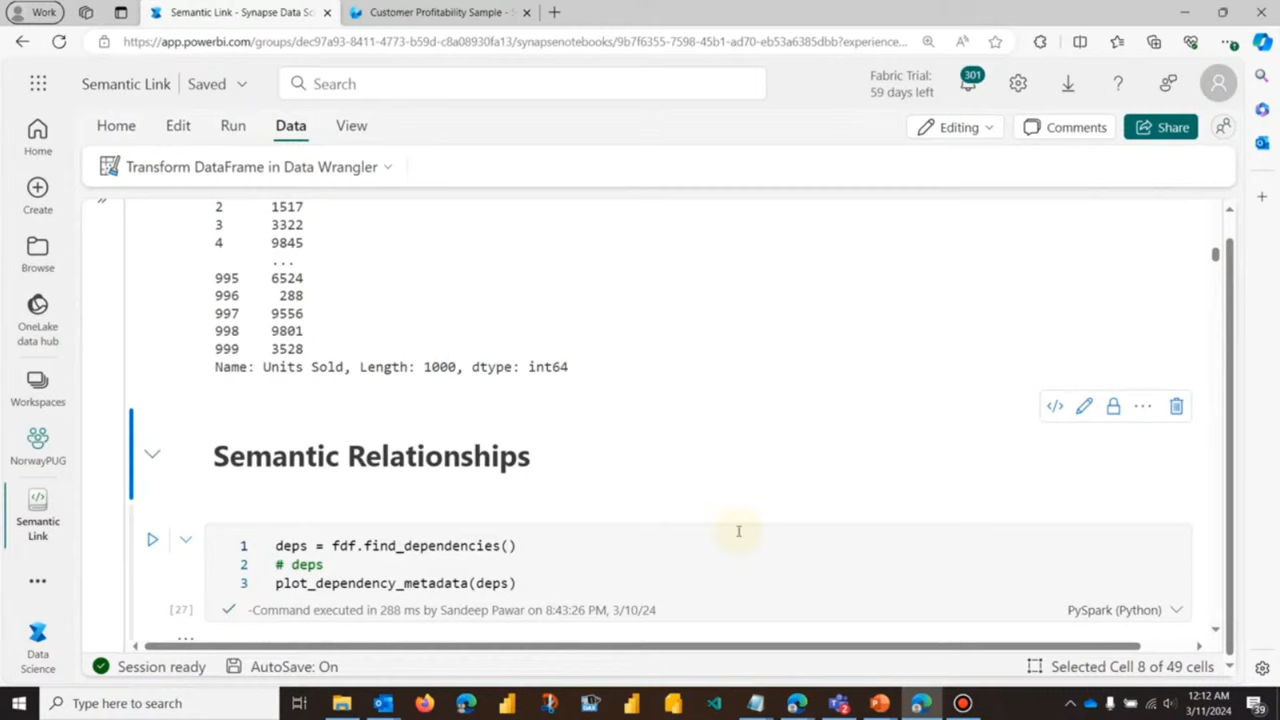 Work
Semantic Link - Synapse Data Sc
Customer Profitability Sample -
https://app.powerbi.com/groups/dec97a93-8411-4773-b59d-c8a08930fa13/synapsenotebooks/9b7f6355-7598-45b1-ad70-eb53a6385dbb?experience...
Semantic Link | Saved
Search
Fabric Trial:
59 days left
301
Home Edit Run Data View
Editing
Comments
Share
Transform DataFrame in Data Wrangler
Home
Create
Browse
OneLake
data hub
Workspaces
NorwayPUG
Semantic
Link
Data
Science
2 1517
3 3322
4 9845
...
995 6524
996 288
997 9556
998 9801
999 3528
Name: Units Sold, Length: 1000, dtype: int64
Semantic Relationships
1 deps = fdf.find_dependencies()
2 # deps
3 plot_dependency_metadata(deps)
[27] -Command executed in 288 ms by Sandeep Pawar on 8:43:26 PM, 3/10/24 PySpark (Python)
...
Session ready AutoSave: On Selected Cell 8 of 49 cells
Type here to search
12:12 AM
3/11/2024
39